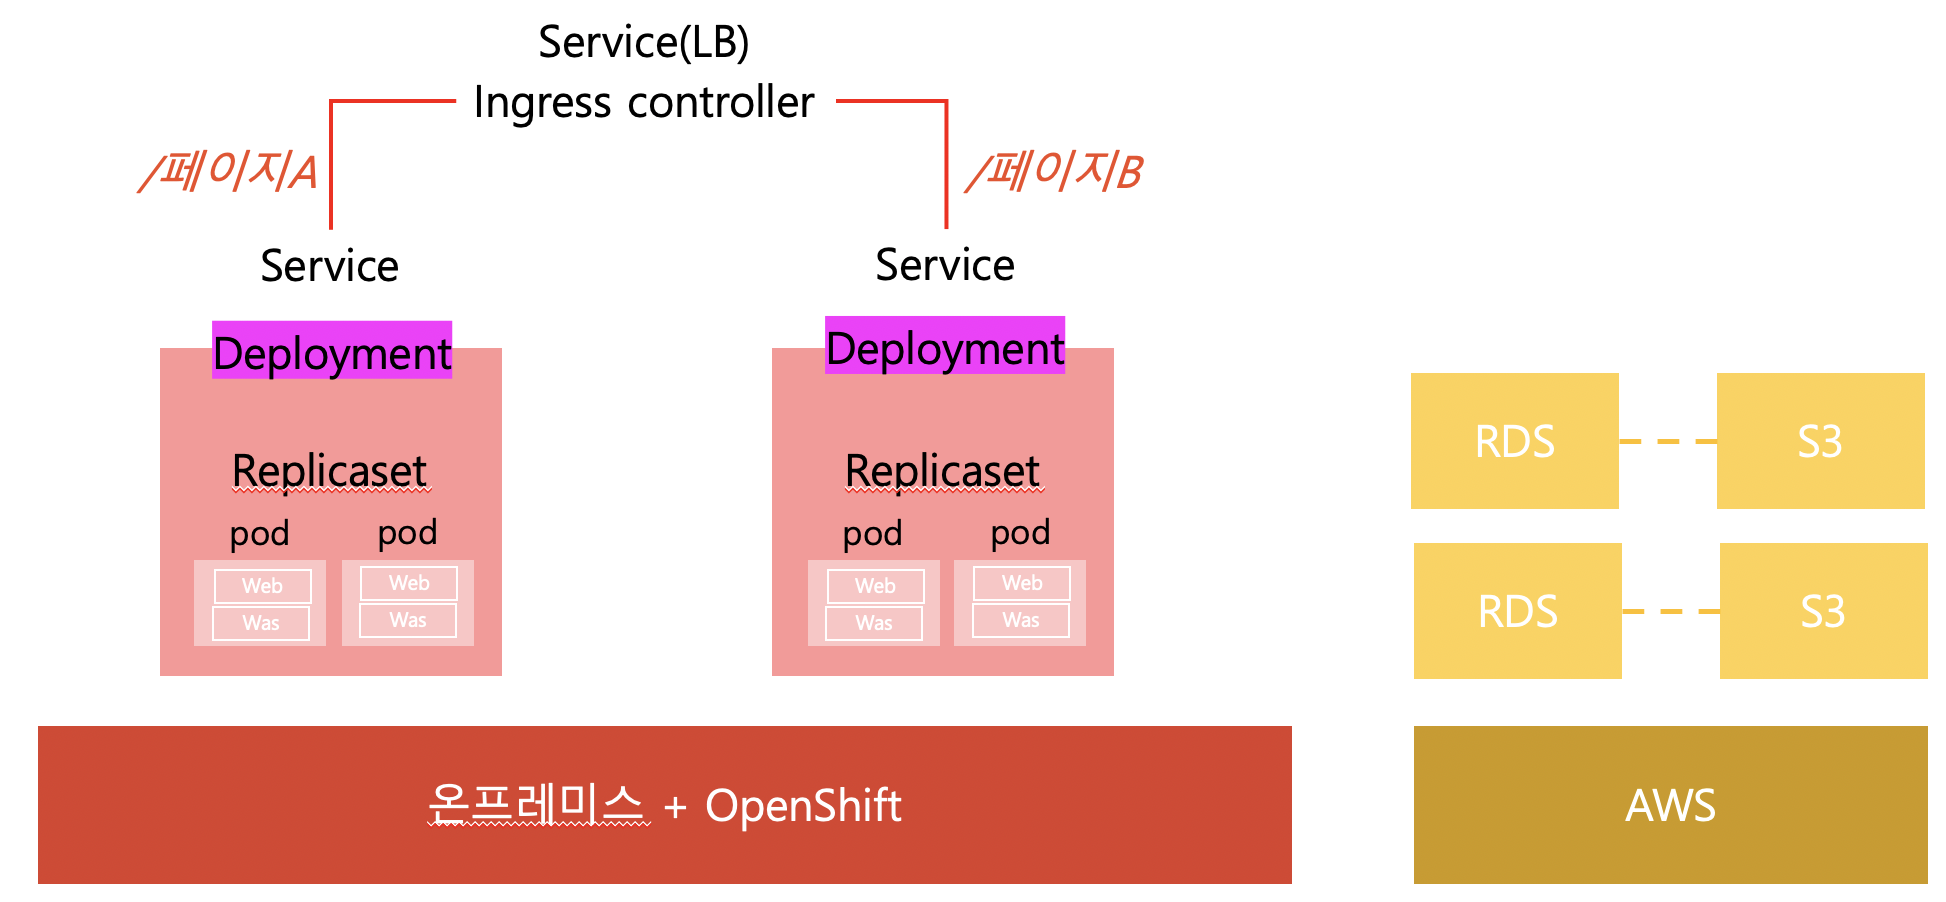 Service(LB)
Ingress controller
/페이지A
/페이지B
Service
Service
Deployment
Deployment
Replicaset
Replicaset
pod
pod
pod
pod
Web
Web
Web
Web
Was
Was
Was
Was
RDS
S3
RDS
S3
온프레미스 + OpenShift
AWS